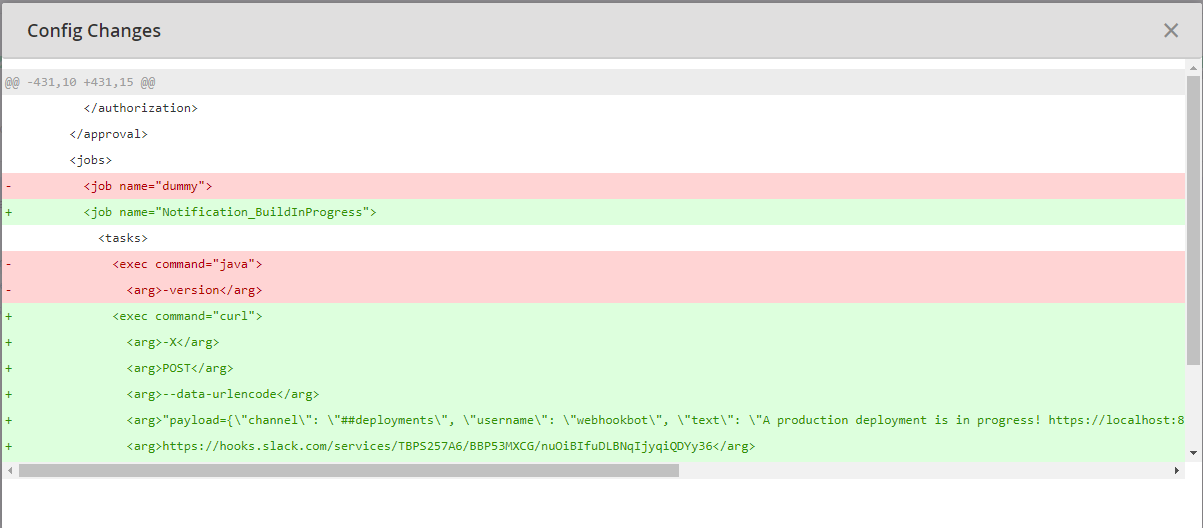 Config Changes
@@ -431,10 +431,15 @@
</authorization>
</approval>
<jobs>
- <job name="dummy">
+ <job name="Notification_BuildInProgress">
<tasks>
- <exec command="java">
- <arg>-version</arg>
+ <exec command="curl">
+ <arg>-X</arg>
+ <arg>POST</arg>
+ <arg>--data-urlencode</arg>
+ <arg>"payload={\"channel\": \"##deployments\", \"username\": \"webhookbot\", \"text\": \"A production deployment is in progress! https://localhost:8
+ <arg>https://hooks.slack.com/services/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</arg>